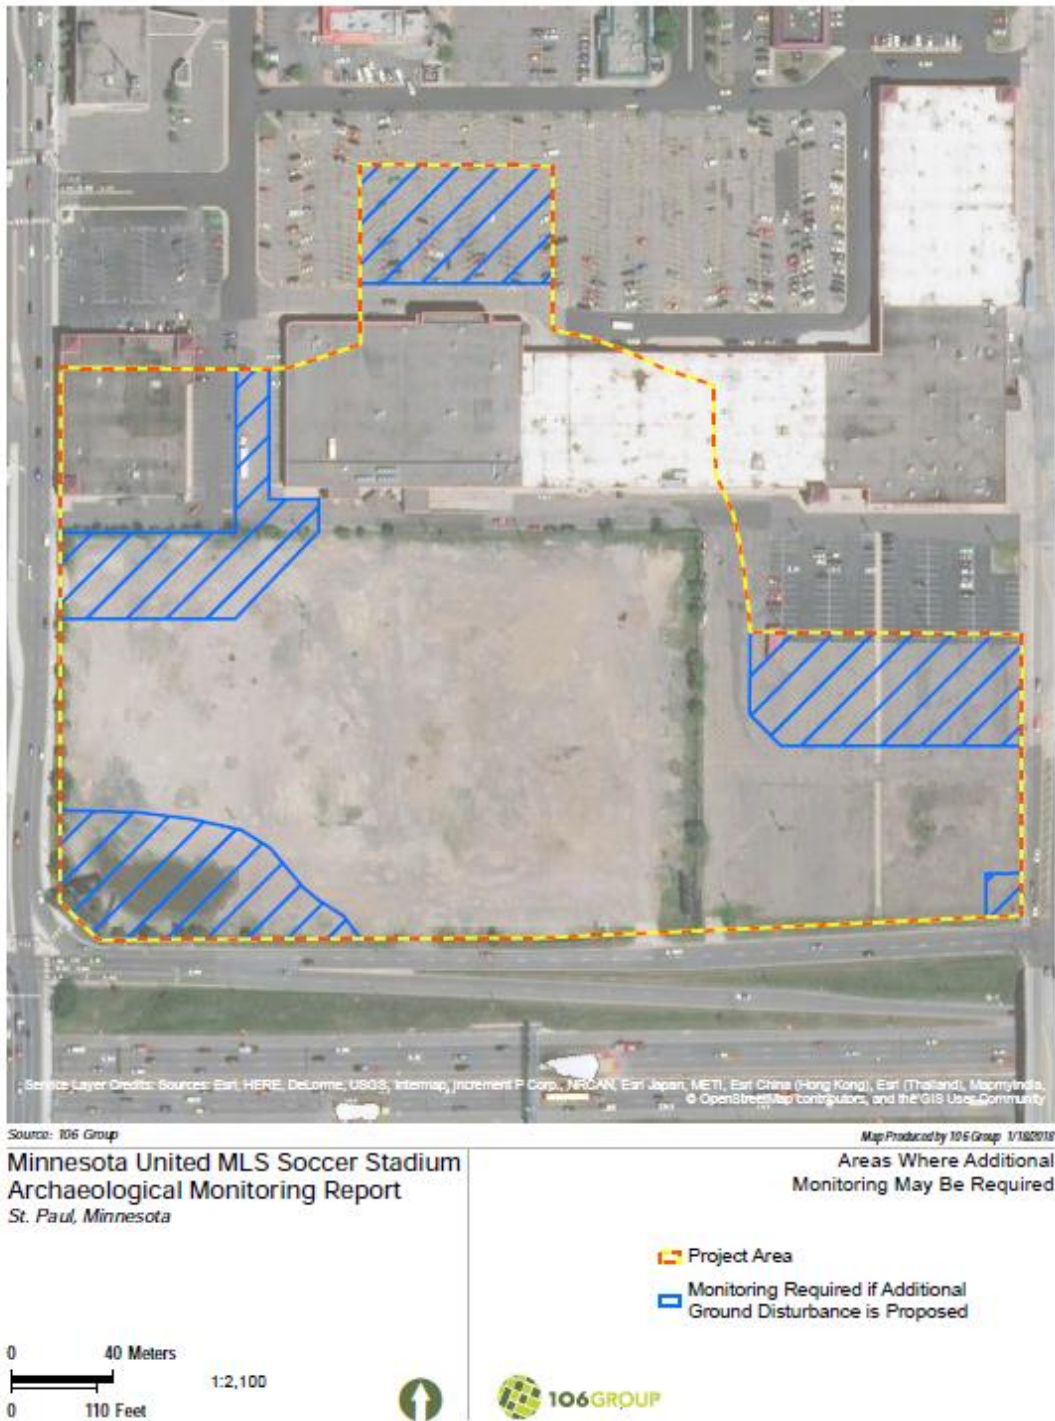 Service Layer Credits: Sources: Esri, HERE, DeLorme, USGS, Intermap, increment P Corp., NRCAN, Esri Japan, METI, Esri China (Hong Kong), Esri (Thailand), MapmyIndia,
© OpenStreetMap contributors, and the GIS User Community
Source: 106 Group
Map Produced by 106 Group 1/18/2018
Minnesota United MLS Soccer Stadium
Archaeological Monitoring Report
St. Paul, Minnesota
Areas Where Additional
Monitoring May Be Required
Project Area
Monitoring Required if Additional
Ground Disturbance is Proposed
0 40 Meters
1:2,100
0 110 Feet
106GROUP